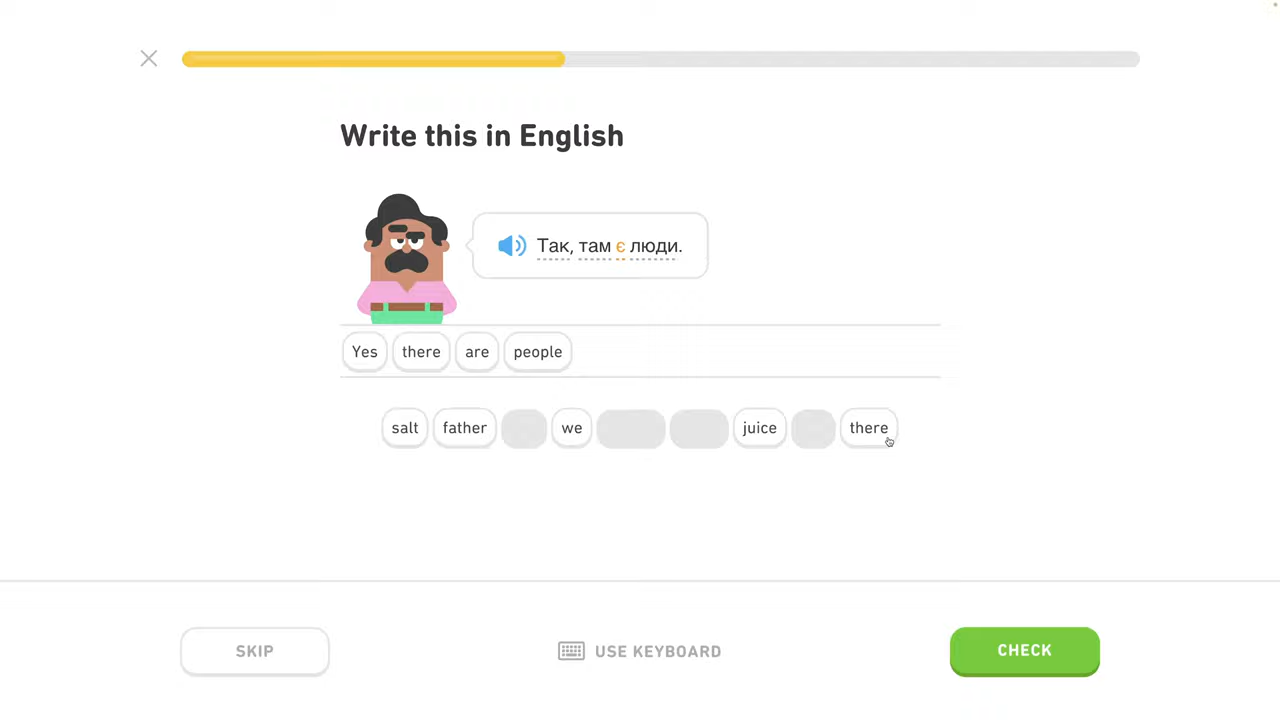 Write this in English
Так, там є люди.
Yes there are people
salt father we juice there
SKIP USE KEYBOARD CHECK